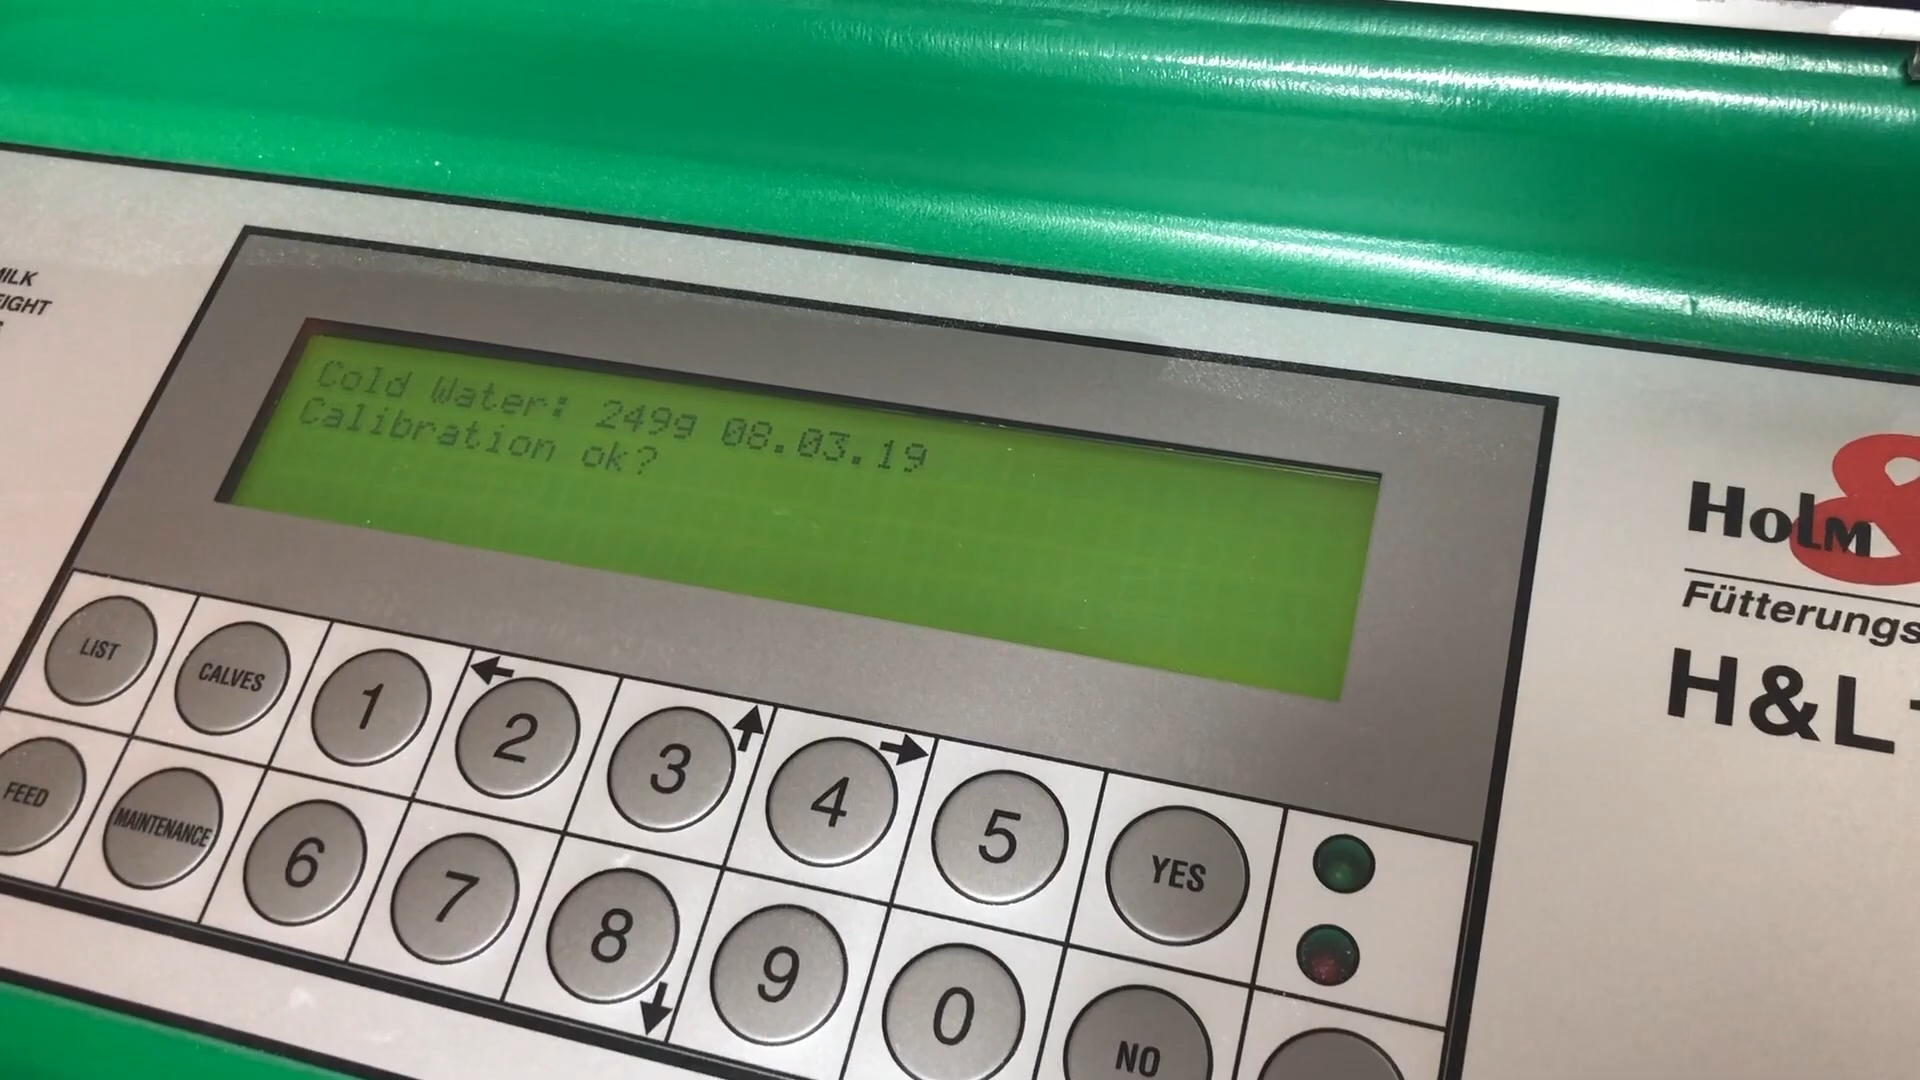 Cold Water: 249g 08.03.19
Calibration ok?
LIST
CALVES
1
2
3
4
5
YES
FEED
MAINTENANCE
6
7
8
9
0
NO
Holm &
H&L